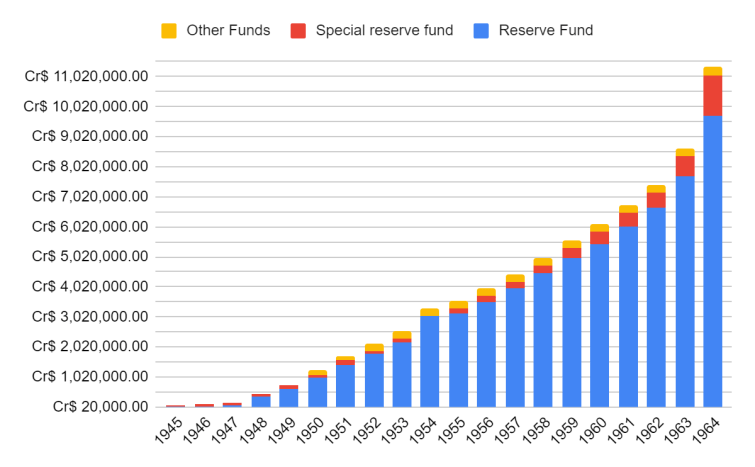 Other Funds Special reserve fund Reserve Fund
Cr$ 11,020,000.00
Cr$ 10,020,000.00
Cr$ 9,020,000.00
Cr$ 8,020,000.00
Cr$ 7,020,000.00
Cr$ 6,020,000.00
Cr$ 5,020,000.00
Cr$ 4,020,000.00
Cr$ 3,020,000.00
Cr$ 2,020,000.00
Cr$ 1,020,000.00
Cr$ 20,000.00
1945 1946 1947 1948 1949 1950 1951 1952 1953 1954 1955 1956 1957 1958 1959 1960 1961 1962 1963 1964